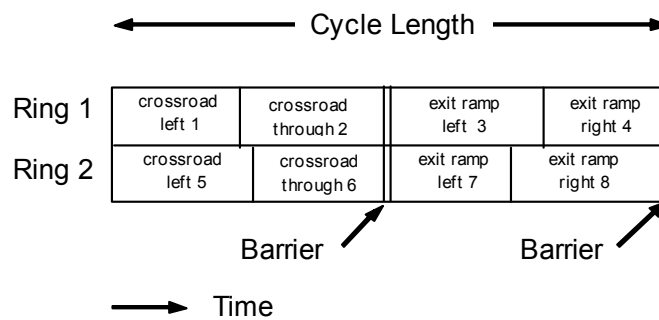 Cycle Length
Ring 1
crossroad
left 1
crossroad
through 2
exit ramp
left 3
exit ramp
right 4
Ring 2
crossroad
left 5
crossroad
through 6
exit ramp
left 7
exit ramp
right 8
Barrier
Barrier
Time